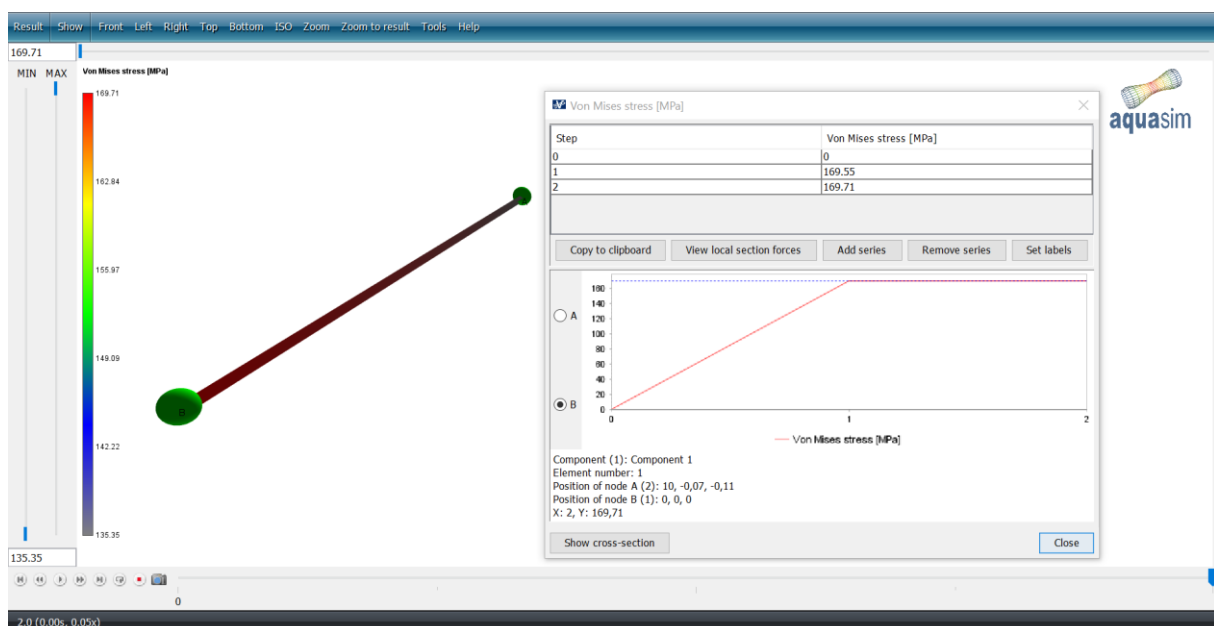 Result Show Front Left Right Top Bottom ISO Zoom Zoom to result Tools Help
169.71
MIN MAX
Von Mises stress [MPa]
169.71
162.84
155.97
149.09
142.22
135.35
135.35
B
aquasim
Von Mises stress [MPa]
Step Von Mises stress [MPa]
0 0
1 169.55
2 169.71
Copy to clipboard View local section forces Add series Remove series Set labels
A
B
160
140
120
100
80
60
40
20
0
0 1 2
Von Mises stress [MPa]
Component (1): Component 1
Element number: 1
Position of node A (2): 10, -0,07, -0,11
Position of node B (1): 0, 0, 0
X: 2, Y: 169,71
Show cross-section Close
0
2.0 (0.00s, 0.05x)